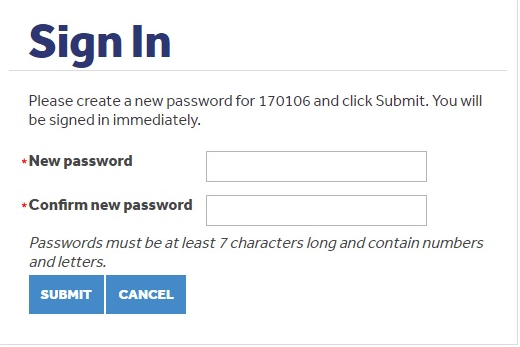 Sign In
Please create a new password for 170106 and click Submit. You will
be signed in immediately.
*New password
*Confirm new password
Passwords must be at least 7 characters long and contain numbers
and letters.
SUBMIT CANCEL